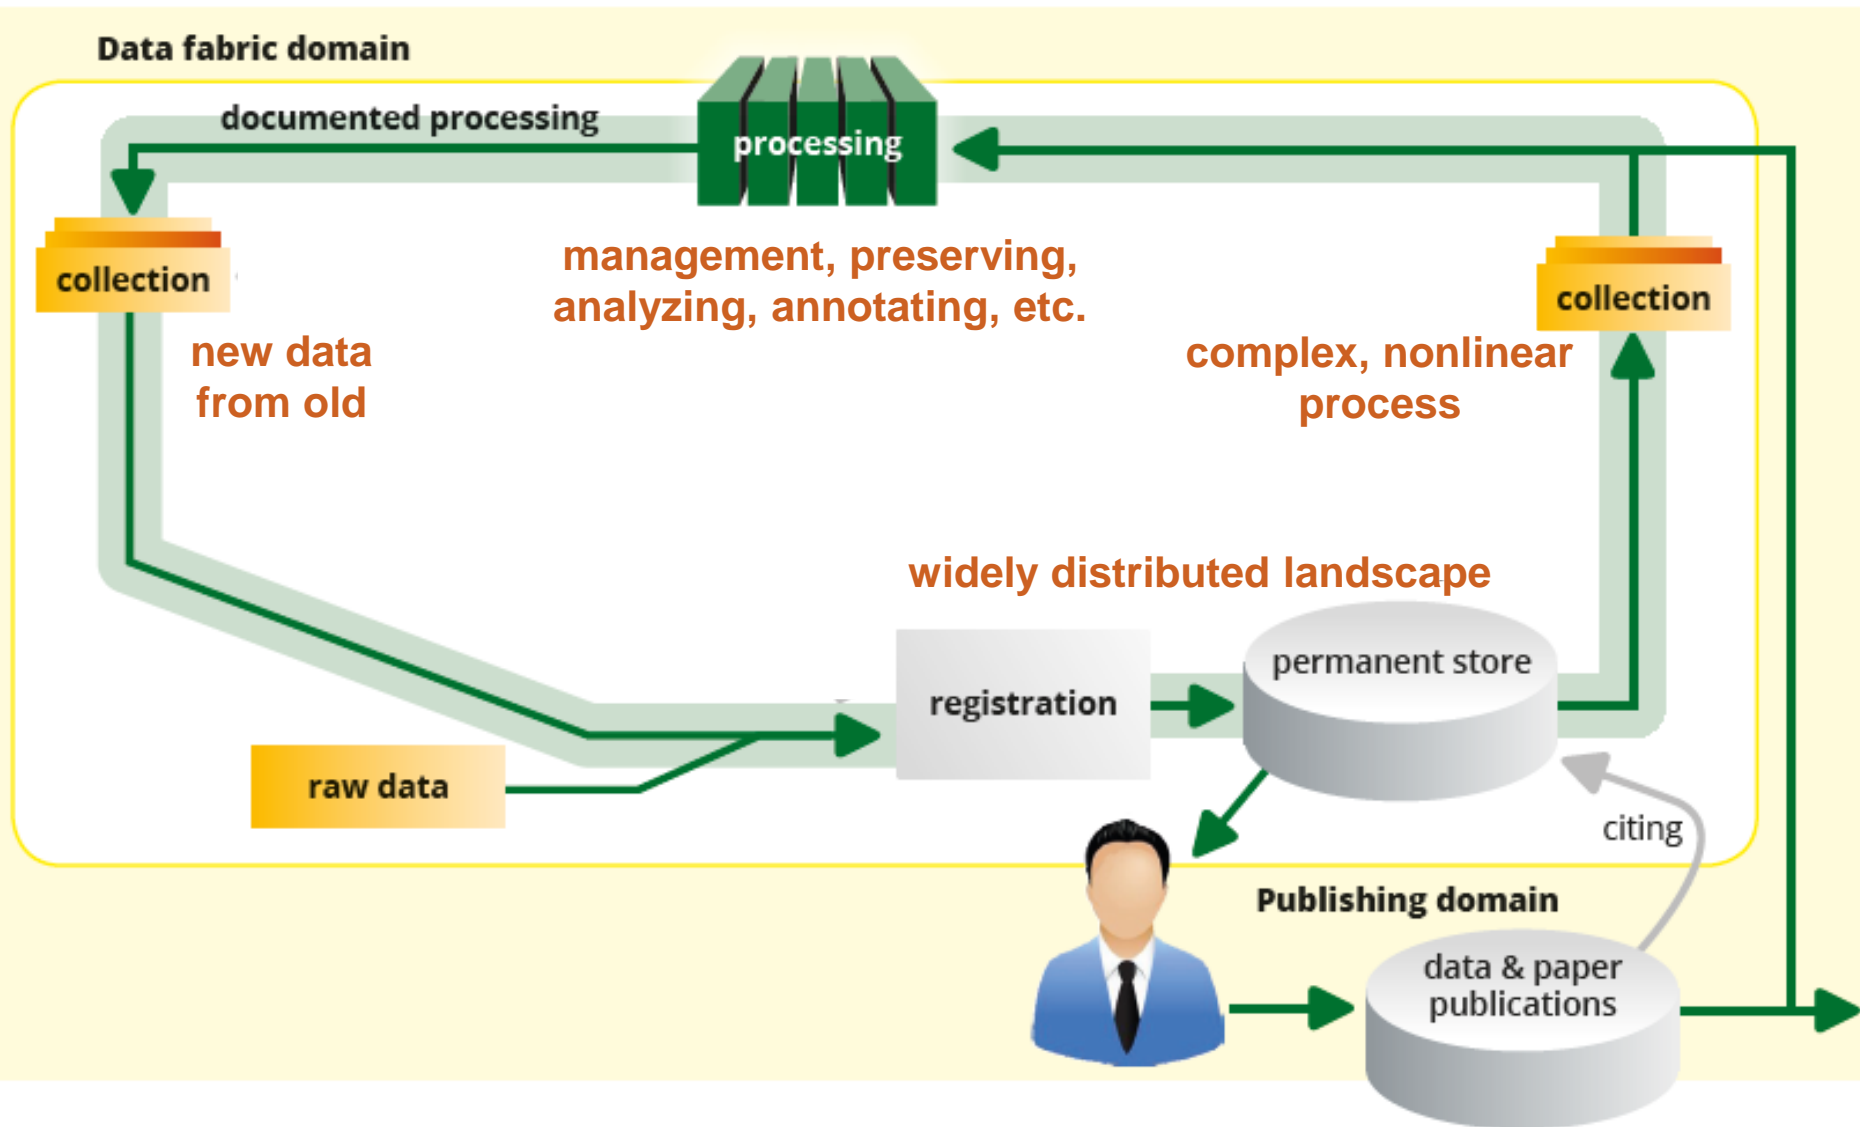 Data fabric domain
documented processing
processing
collection
management, preserving,
analyzing, annotating, etc.
collection
new data
from old
complex, nonlinear
process
widely distributed landscape
permanent store
registration
raw data
citing
Publishing domain
data & paper
publications